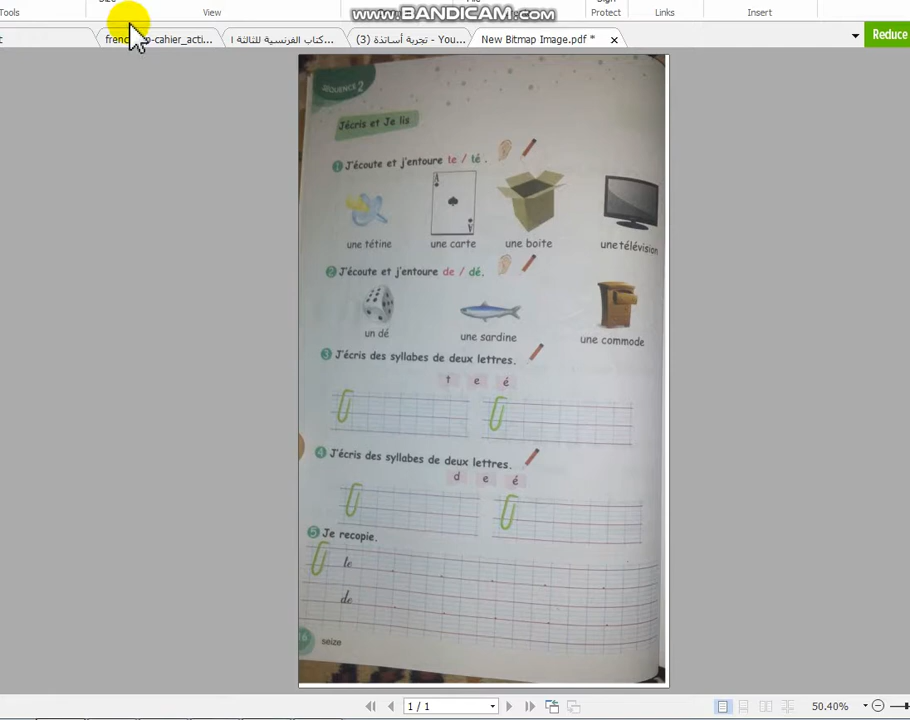 Tools
View
www.BANDICAM.com
Protect
Links
Insert
كتاب الفرنسية للثالثة ا...
تجربة أساتذة (3) - You...
New Bitmap Image.pdf *
Reduce
SÉQUENCE 2
J'écris et Je lis
1 J'écoute et j'entoure te / té .
une tétine
une carte
une boite
une télévision
2 J'écoute et j'entoure de / dé.
un dé
une sardine
une commode
3 J'écris des syllabes de deux lettres.
t e é
4 J'écris des syllabes de deux lettres.
d e é
5 Je recopie.
te
de
16 seize
1 / 1
50.40%